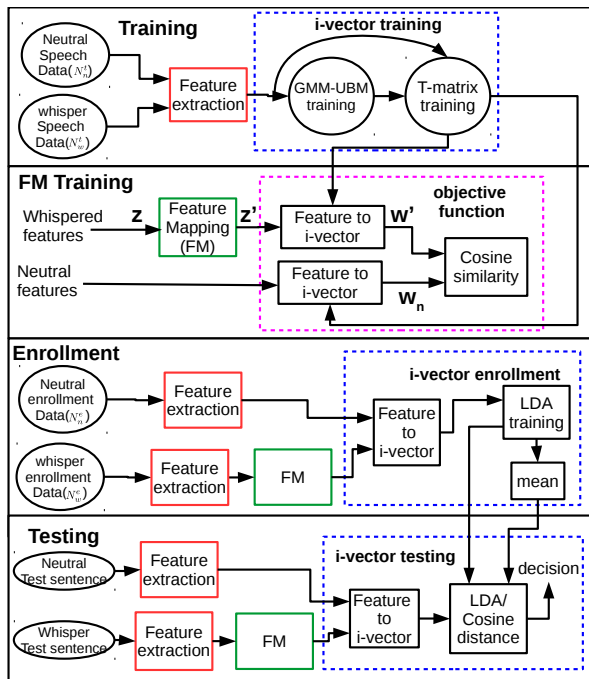 Training
i-vector training
Neutral
Speech
Data(N_n^t)
whisper
Speech
Data(N_w^t)
Feature
extraction
GMM-UBM
training
T-matrix
training
FM Training
objective
function
Whispered
features
z
Feature
Mapping
(FM)
z'
Feature to
i-vector
w'
Cosine
similarity
Neutral
features
Feature to
i-vector
w_n
Enrollment
i-vector enrollment
Neutral
enrollment
Data(N_n^e)
Feature
extraction
whisper
enrollment
Data(N_w^e)
Feature
extraction
FM
Feature
to
i-vector
LDA
training
mean
Testing
i-vector testing
Neutral
Test sentence
Feature
extraction
Whisper
Test sentence
Feature
extraction
FM
Feature
to
i-vector
LDA/
Cosine
distance
decision